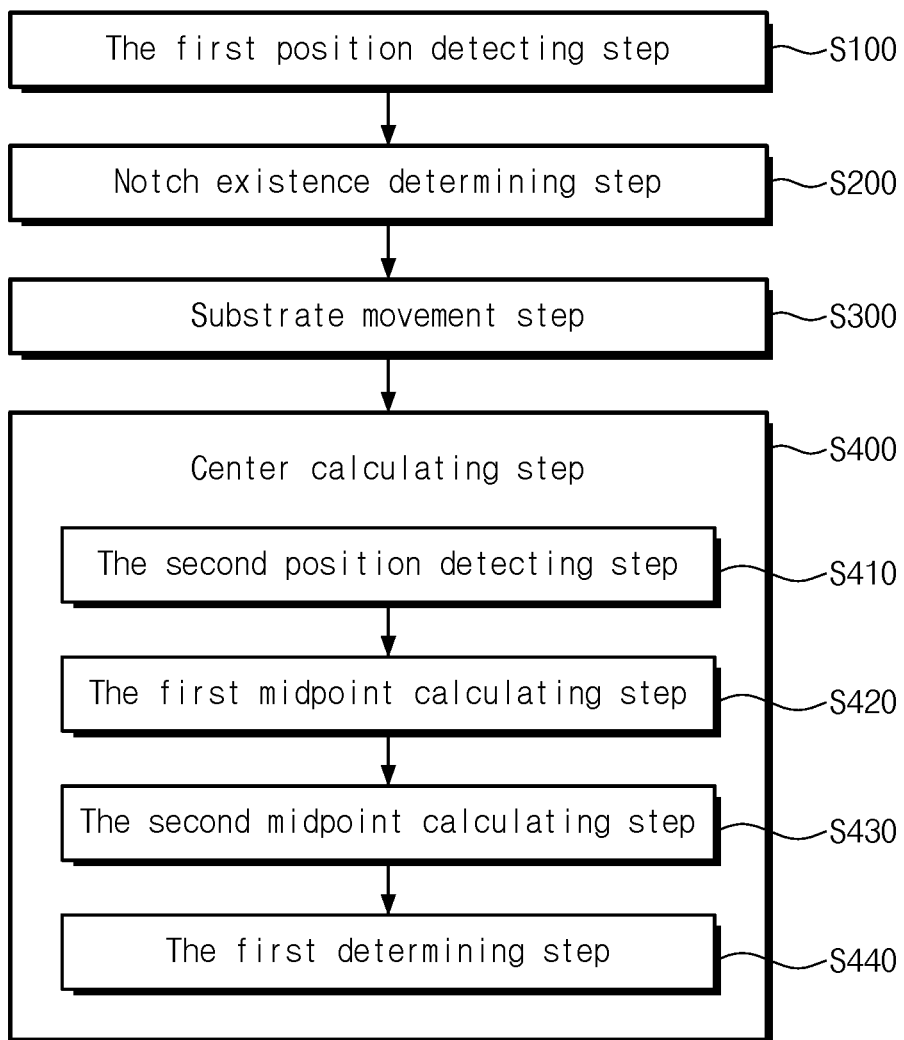 The first position detecting step
S100
Notch existence determining step
S200
Substrate movement step
S300
Center calculating step
S400
The second position detecting step
S410
The first midpoint calculating step
S420
The second midpoint calculating step
S430
The first determining step
S440